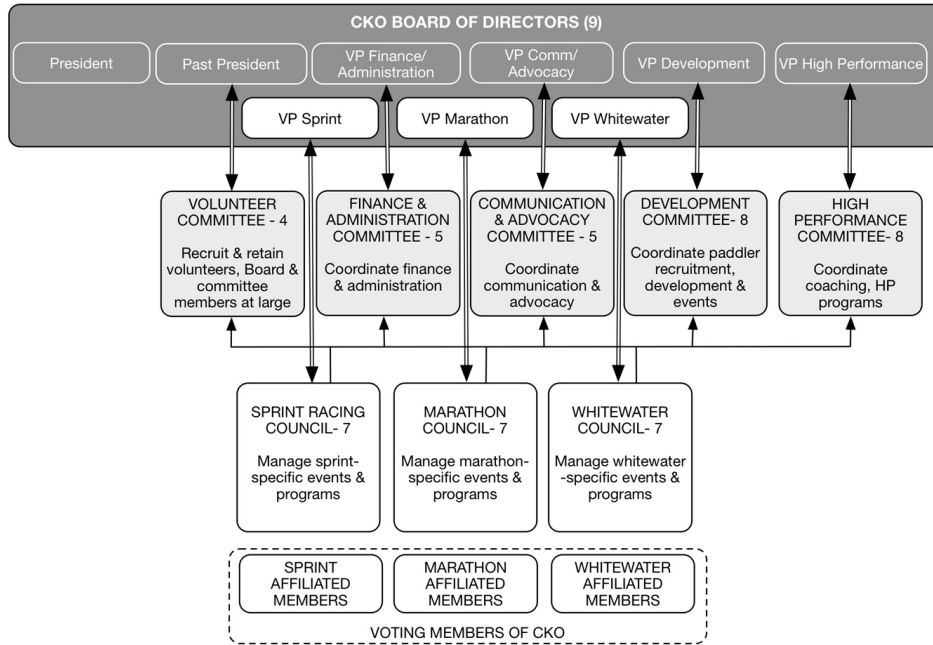 CKO BOARD OF DIRECTORS (9)
President
Past President
VP Finance/
Administration
VP Comm/
Advocacy
VP Development
VP High Performance
VP Sprint
VP Marathon
VP Whitewater
VOLUNTEER
COMMITTEE - 4
Recruit & retain
volunteers, Board &
committee
members at large
FINANCE &
ADMINISTRATION
COMMITTEE - 5
Coordinate finance
& administration
COMMUNICATION
& ADVOCACY
COMMITTEE - 5
Coordinate
communication &
advocacy
DEVELOPMENT
COMMITTEE- 8
Coordinate paddler
recruitment,
development &
events
HIGH
PERFORMANCE
COMMITTEE- 8
Coordinate
coaching, HP
programs
SPRINT RACING
COUNCIL- 7
Manage sprint-
specific events &
programs
MARATHON
COUNCIL- 7
Manage marathon-
specific events &
programs
WHITEWATER
COUNCIL- 7
Manage whitewater
-specific events &
programs
SPRINT
AFFILIATED
MEMBERS
MARATHON
AFFILIATED
MEMBERS
WHITEWATER
AFFILIATED
MEMBERS
VOTING MEMBERS OF CKO